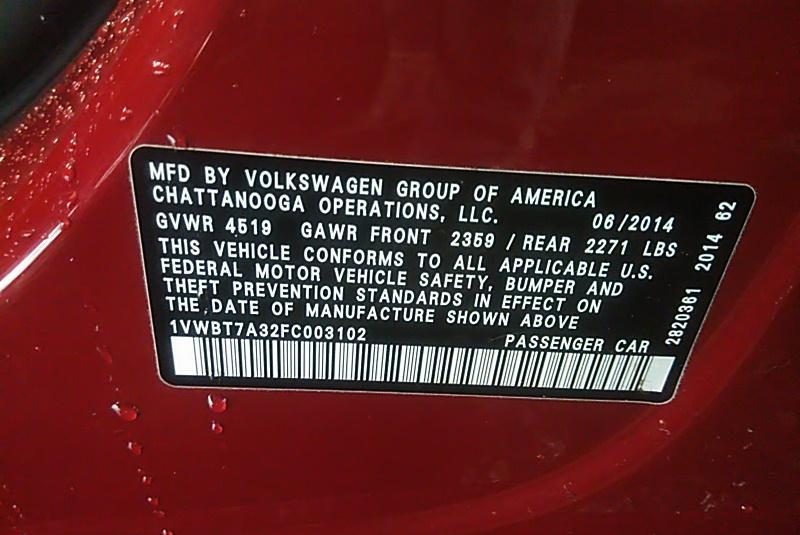 MFD BY VOLKSWAGEN GROUP OF AMERICA
CHATTANOOGA OPERATIONS, LLC. 06/2014
GVWR 4519 GAWR FRONT 2359 / REAR 2271 LBS
THIS VEHICLE CONFORMS TO ALL APPLICABLE U.S.
FEDERAL MOTOR VEHICLE SAFETY, BUMPER AND
THEFT PREVENTION STANDARDS IN EFFECT ON
THE DATE OF MANUFACTURE SHOWN ABOVE
1VWBT7A32FC003102 PASSENGER CAR
2820361 2014 62